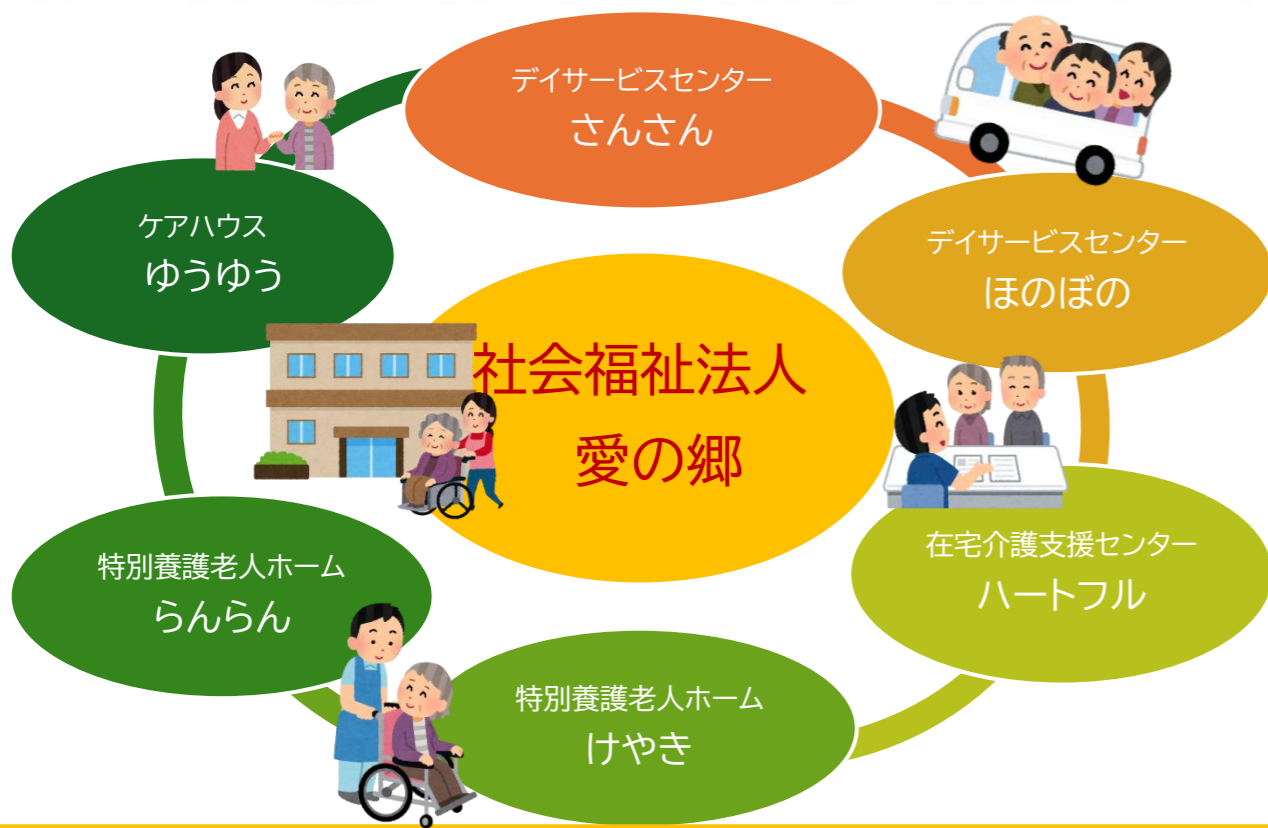 デイサービスセンター
さんさん
ケアハウス
ゆうゆう
デイサービスセンター
ほのぼの
社会福祉法人
愛の郷
在宅介護支援センター
ハートフル
特別養護老人ホーム
らんらん
特別養護老人ホーム
けやき